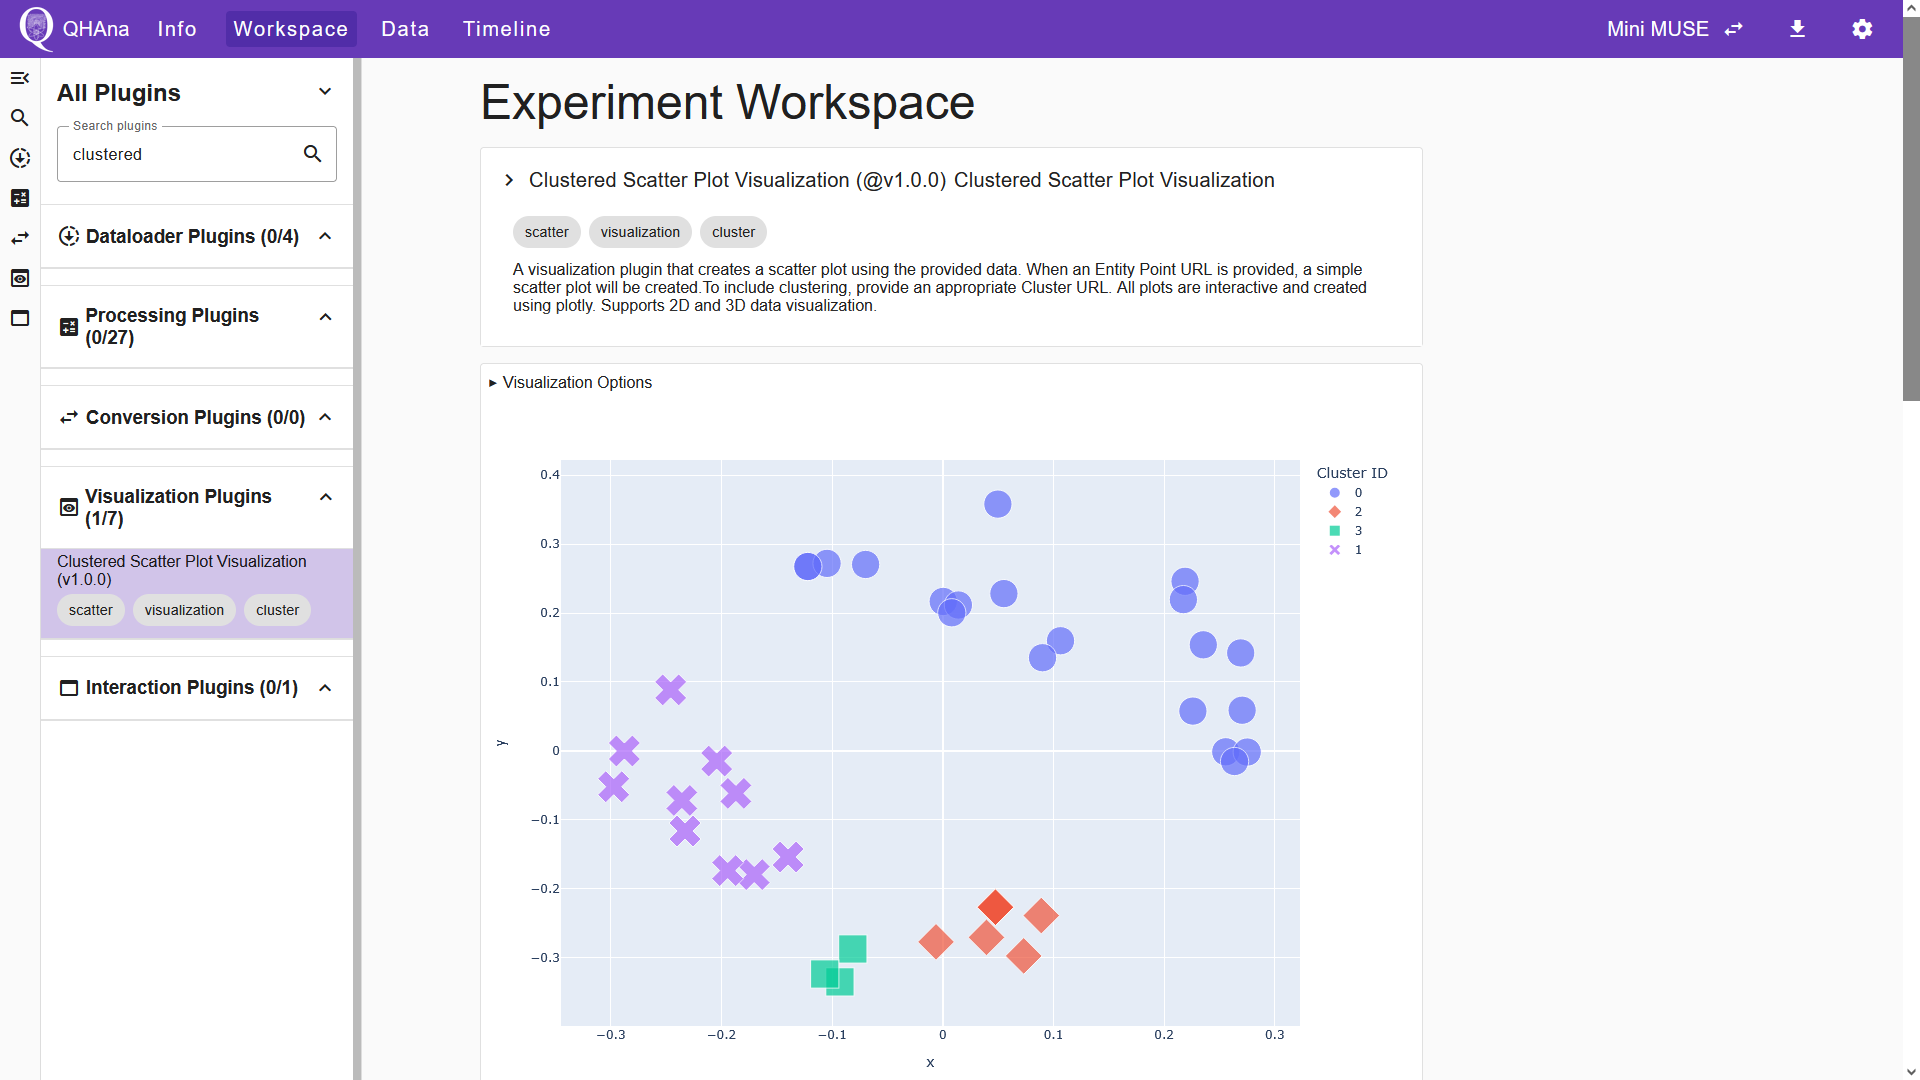 QHAna
Info
Workspace
Data
Timeline
Mini MUSE
All Plugins
Search plugins
clustered
Dataloader Plugins (0/4)
Processing Plugins
(0/27)
Conversion Plugins (0/0)
Visualization Plugins
(1/7)
Clustered Scatter Plot Visualization
(v1.0.0)
scatter
visualization
cluster
Interaction Plugins (0/1)
Experiment Workspace
Clustered Scatter Plot Visualization (@v1.0.0) Clustered Scatter Plot Visualization
scatter
visualization
cluster
A visualization plugin that creates a scatter plot using the provided data. When an Entity Point URL is provided, a simple
scatter plot will be created.To include clustering, provide an appropriate Cluster URL. All plots are interactive and created
using plotly. Supports 2D and 3D data visualization.
Visualization Options
0.4
0.3
0.2
0.1
0
−0.1
−0.2
−0.3
y
−0.3
−0.2
−0.1
0
0.1
0.2
0.3
x
Cluster ID
0
2
3
1